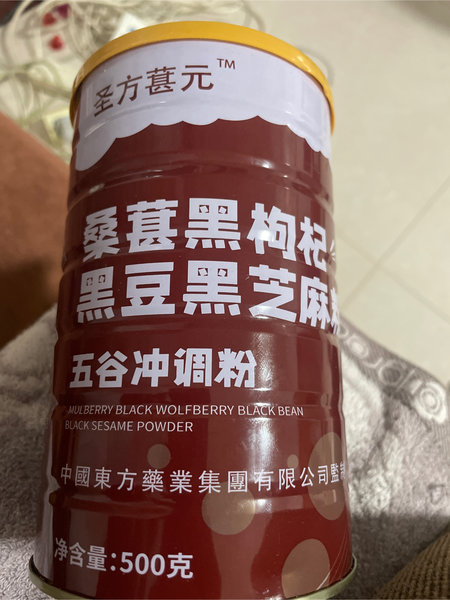 圣方葚元™
桑葚黑枸杞
黑豆黑芝麻
五谷冲调粉
MULBERRY BLACK WOLFBERRY BLACK BEAN
BLACK SESAME POWDER
中國東方藥業集團有限公司監製
净含量:500克